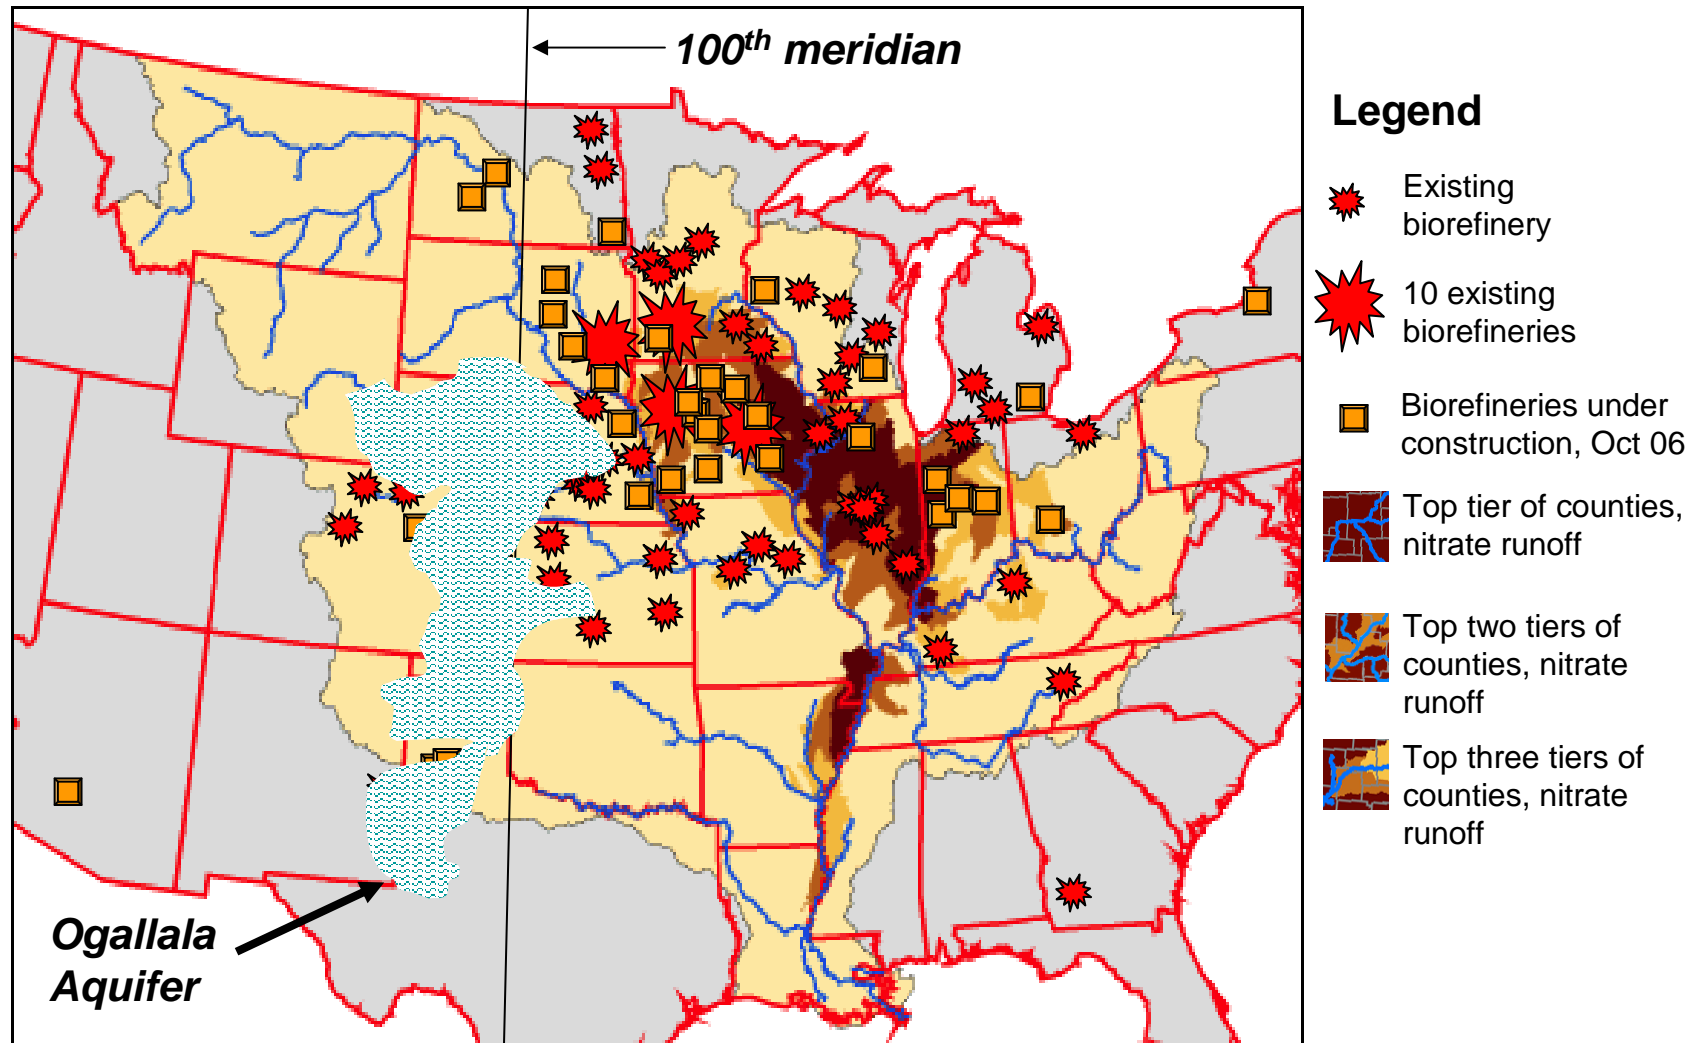 100th meridian
Legend
Existing
biorefinery
10 existing
biorefineries
Biorefineries under
construction, Oct 06
Top tier of counties,
nitrate runoff
Top two tiers of
counties, nitrate
runoff
Top three tiers of
counties, nitrate
runoff
Ogallala
Aquifer